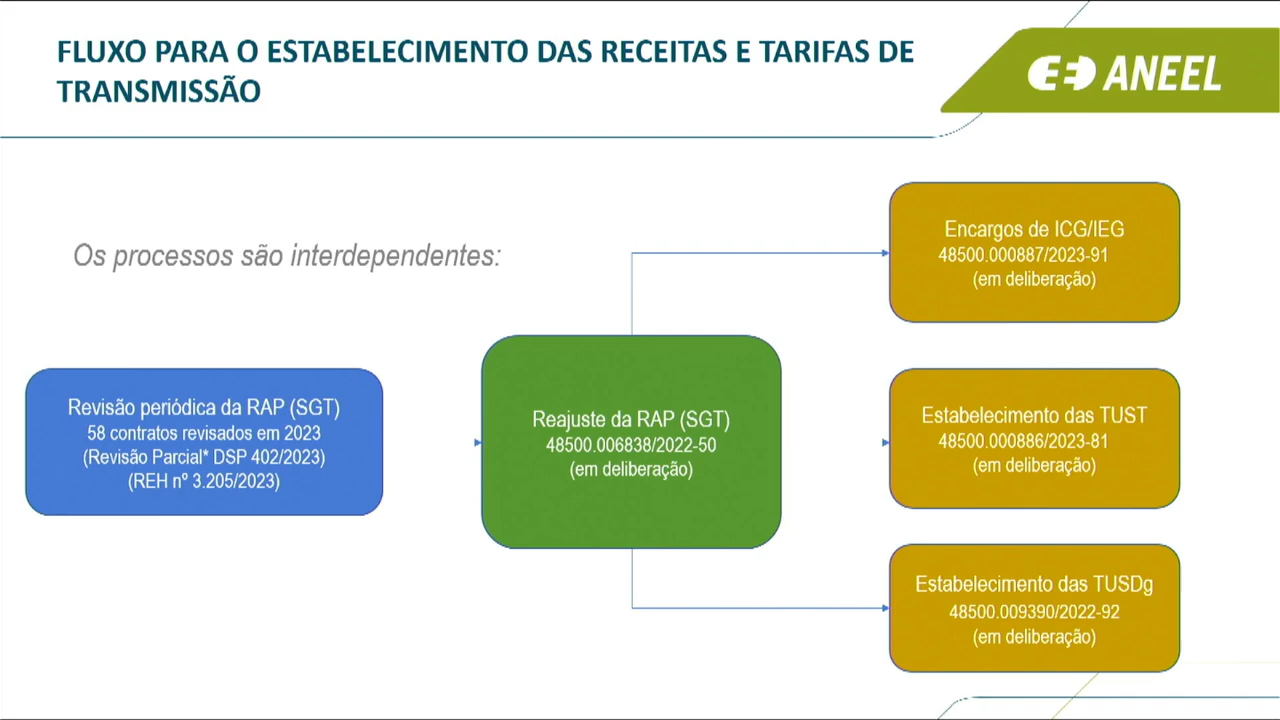 FLUXO PARA O ESTABELECIMENTO DAS RECEITAS E TARIFAS DE
TRANSMISSÃO
ANEEL
Os processos são interdependentes:
Revisão periódica da RAP (SGT)
58 contratos revisados em 2023
(Revisão Parcial* DSP 402/2023)
(REH nº 3.205/2023)
Reajuste da RAP (SGT)
48500.006838/2022-50
(em deliberação)
Encargos de ICG/IEG
48500.000887/2023-91
(em deliberação)
Estabelecimento das TUST
48500.000886/2023-81
(em deliberação)
Estabelecimento das TUSDg
48500.009390/2022-92
(em deliberação)